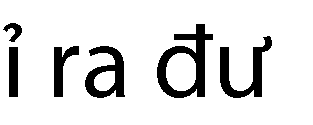 ỉ ra đư